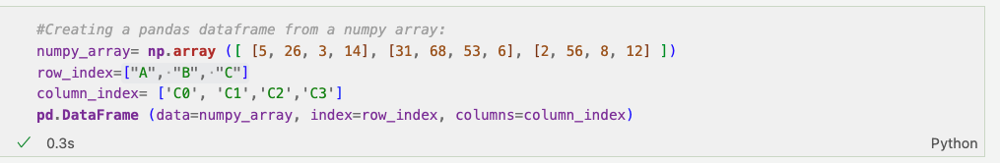 #Creating a pandas dataframe from a numpy array:
numpy_array= np.array ([ [5, 26, 3, 14], [31, 68, 53, 6], [2, 56, 8, 12] ])
row_index=["A", "B", "C"]
column_index= ['C0', 'C1','C2','C3']
pd.DataFrame (data=numpy_array, index=row_index, columns=column_index)
0.3s Python